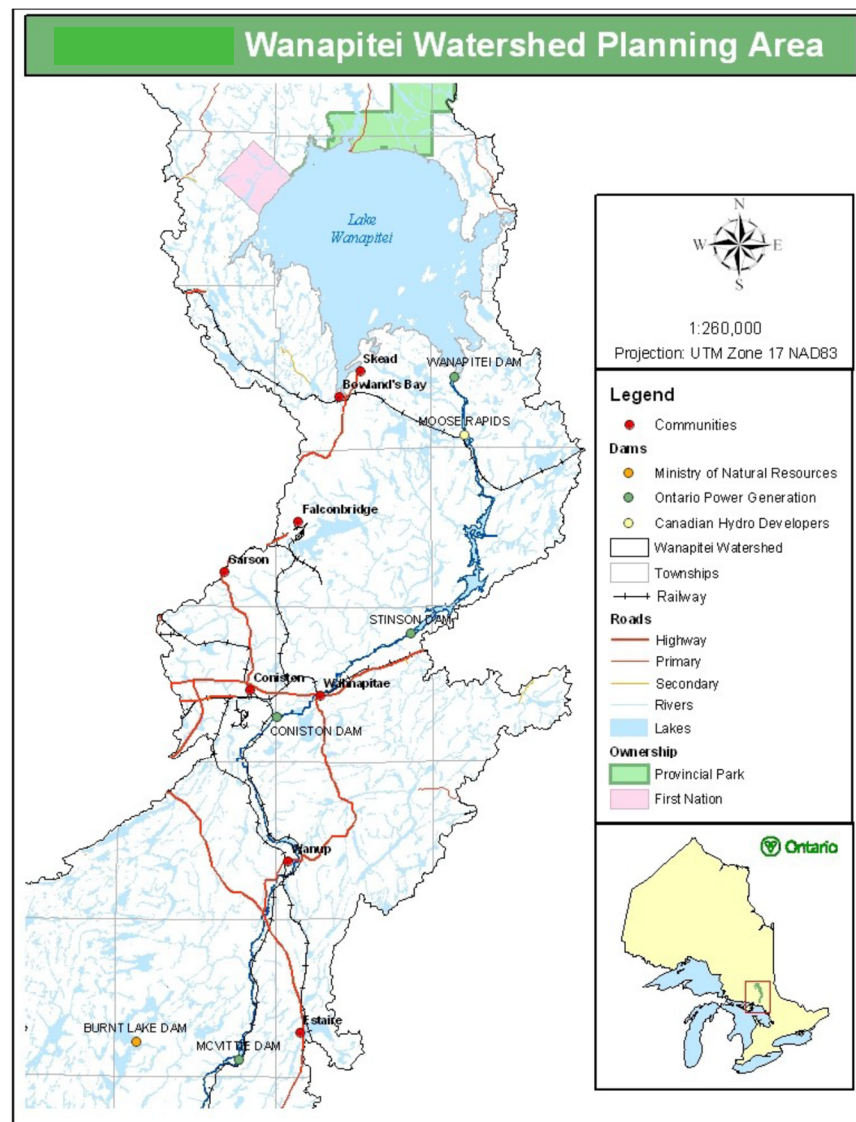 Wanapitei Watershed Planning Area
Lake
Wanapitei
Skead
WANAPITEI DAM
Bowland's Bay
MOOSE RAPIDS
Falconbridge
Garson
STINSON DAM
Coniston
Wahnapitae
CONISTON DAM
Wanup
Estaire
BURNT LAKE DAM
MCVITTIE DAM
N
W E
S
1:260,000
Projection: UTM Zone 17 NAD83
Legend
Communities
Dams
Ministry of Natural Resources
Ontario Power Generation
Canadian Hydro Developers
Wanapitei Watershed
Townships
Railway
Roads
Highway
Primary
Secondary
Rivers
Lakes
Ownership
Provincial Park
First Nation
Ontario